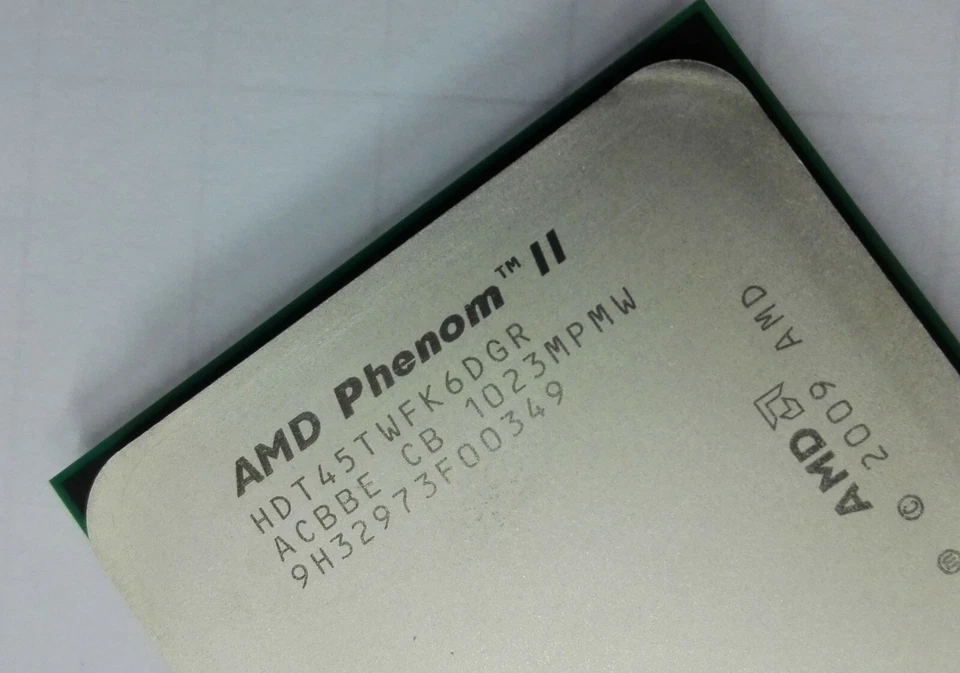 AMD Phenom™ II
HDT45TWFK6DGR
ACBBE CB 1023MPMW
9H32973F00349
AMD
© 2009 AMD
ⓜ